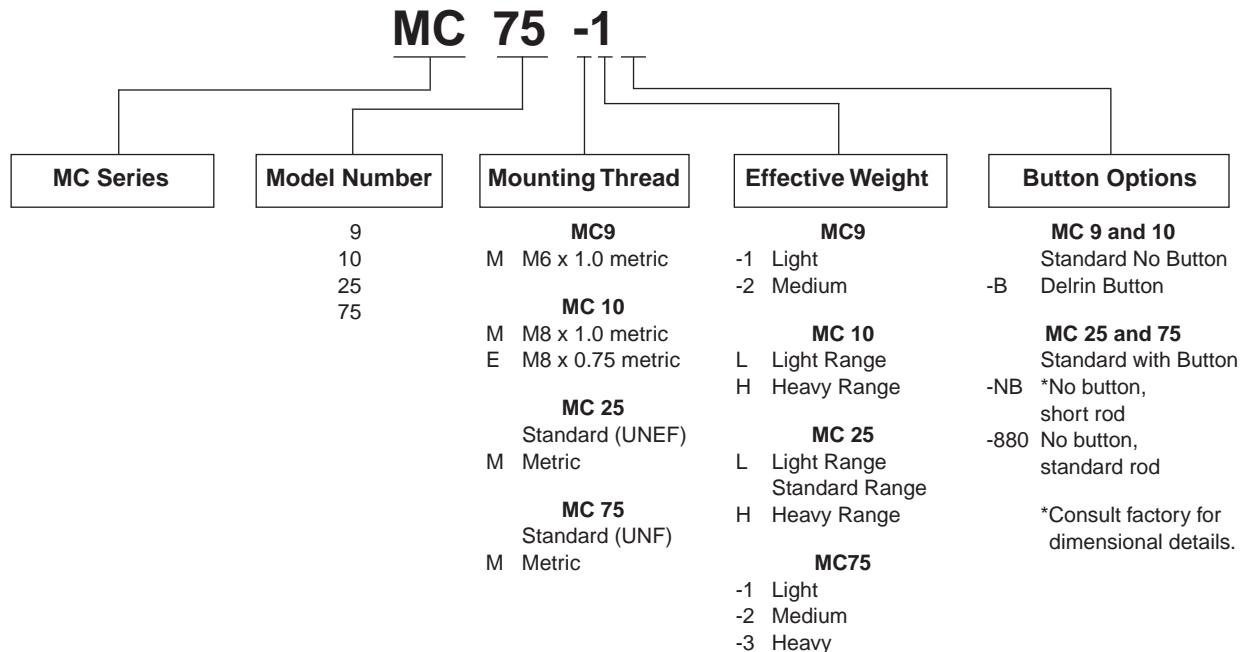 MC 75 -1
MC Series
Model Number
9
10
25
75
Mounting Thread
MC9
M M6 x 1.0 metric
MC 10
M M8 x 1.0 metric
E M8 x 0.75 metric
MC 25
Standard (UNEF)
M Metric
MC 75
Standard (UNF)
M Metric
Effective Weight
MC9
-1 Light
-2 Medium
MC 10
L Light Range
H Heavy Range
MC 25
L Light Range
Standard Range
H Heavy Range
MC75
-1 Light
-2 Medium
-3 Heavy
Button Options
MC 9 and 10
Standard No Button
-B Delrin Button
MC 25 and 75
Standard with Button
-NB *No button,
short rod
-880 No button,
standard rod
*Consult factory for
dimensional details.